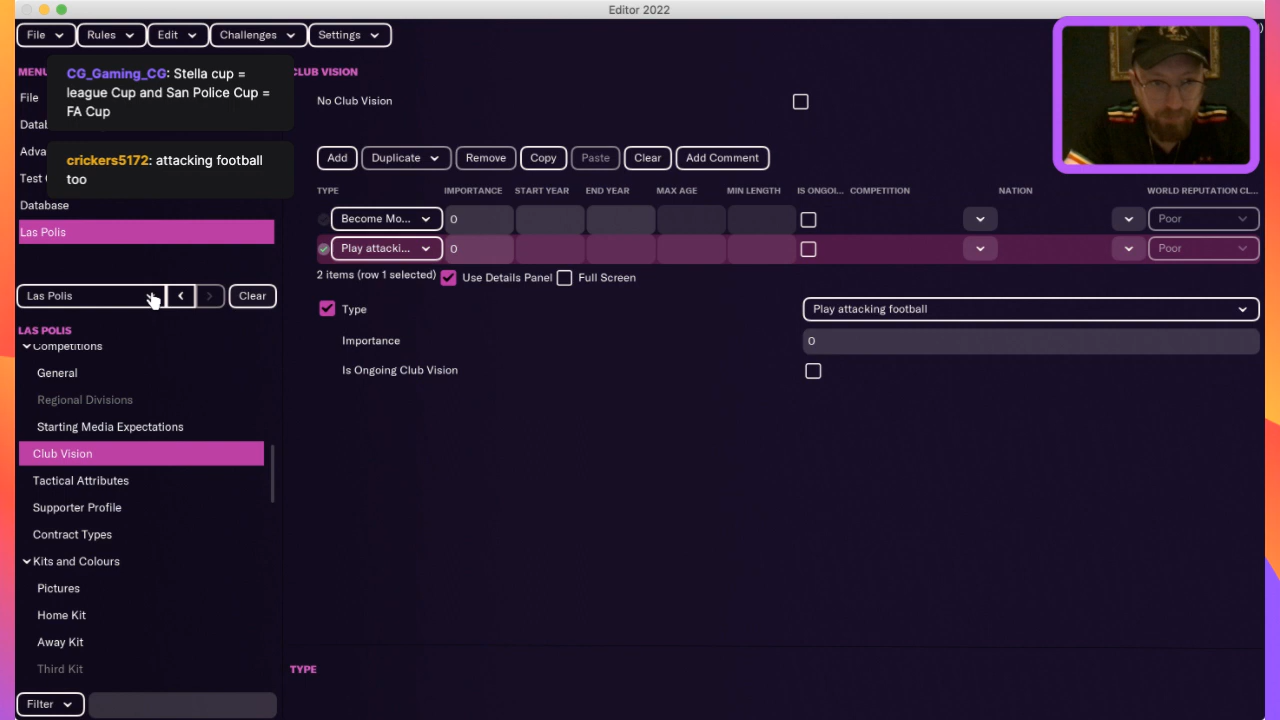 Editor 2022
File Rules Edit Challenges Settings
CG_Gaming_CG: Stella cup =
league Cup and San Police Cup =
FA Cup
crickers5172: attacking football
too
MENU
File
Datab
Adva
Test
Database
Las Polis
Las Polis
Clear
LAS POLIS
Competitions
General
Regional Divisions
Starting Media Expectations
Club Vision
Tactical Attributes
Supporter Profile
Contract Types
Kits and Colours
Pictures
Home Kit
Away Kit
Third Kit
Filter
CLUB VISION
No Club Vision
Add Duplicate Remove Copy Paste Clear Add Comment
TYPE IMPORTANCE START YEAR END YEAR MAX AGE MIN LENGTH IS ONGOI... COMPETITION NATION WORLD REPUTATION CL...
Become Mo... 0 Poor
Play attacki... 0 Poor
2 items (row 1 selected) Use Details Panel Full Screen
Type Play attacking football
Importance 0
Is Ongoing Club Vision
TYPE